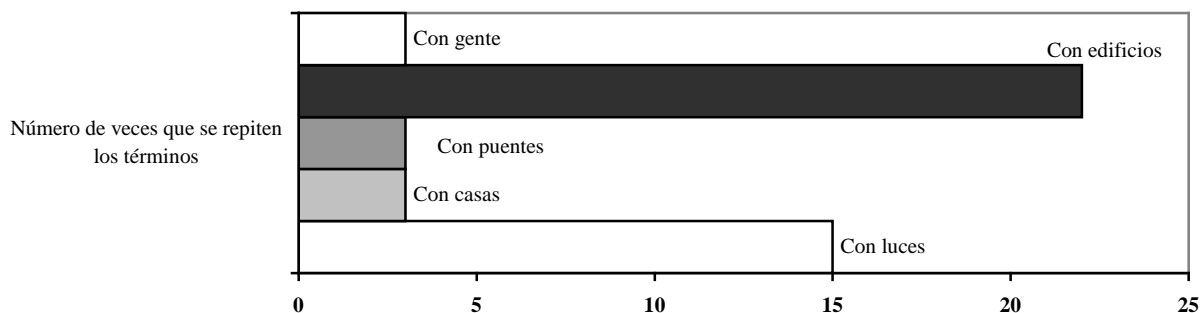 Con gente
Con edificios
Número de veces que se repiten
los términos
Con puentes
Con casas
Con luces
0 5 10 15 20 25